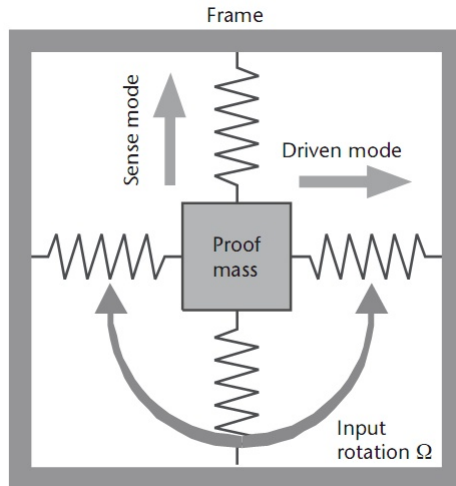 Frame
Sense mode
Driven mode
Proof
mass
Input
rotation Ω